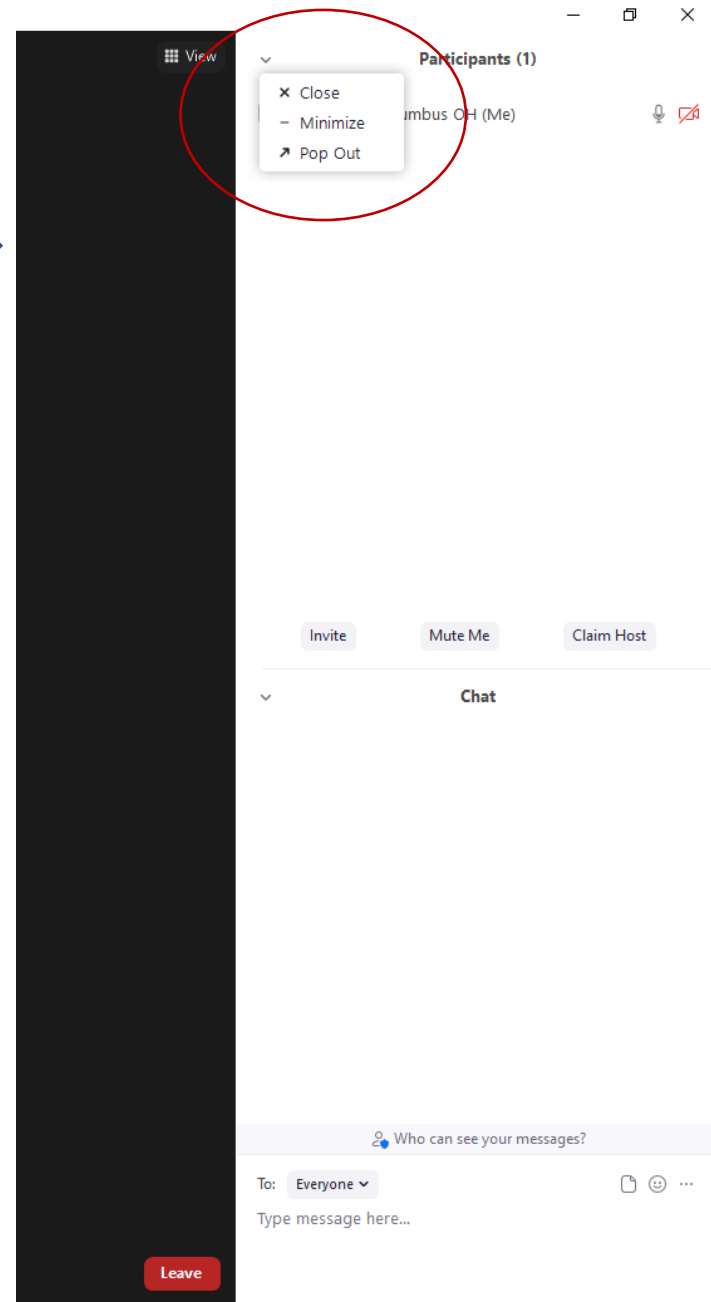 View
Participants (1)
Close
Minimize
OH (Me)
Pop Out
Invite
Mute Me
Claim Host
Chat
Who can see your messages?
To: Everyone
Type message here...
Leave